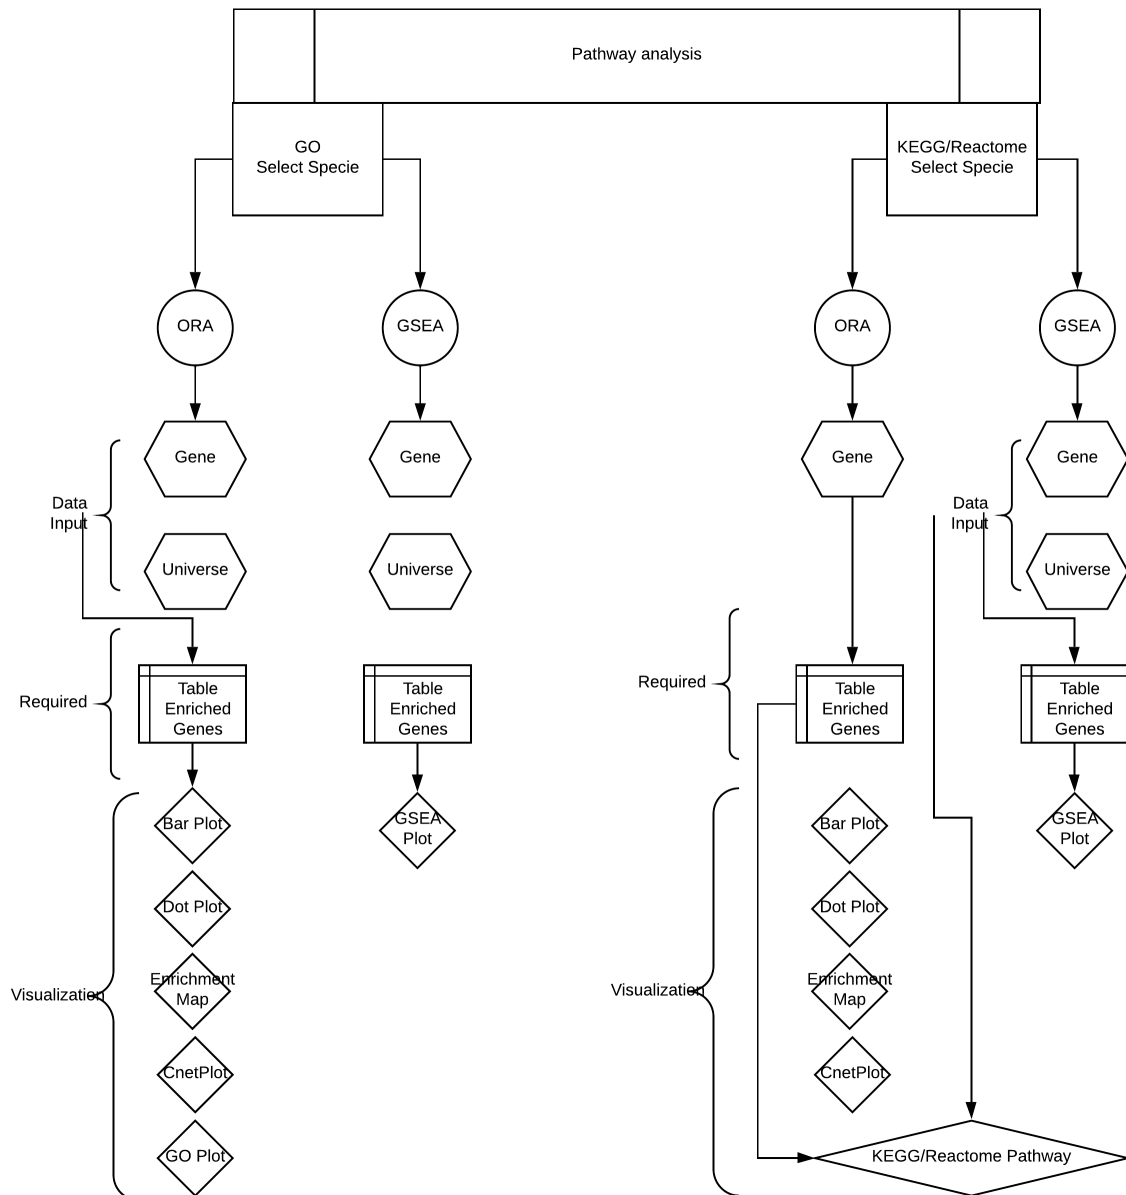 Pathway analysis
GO
Select Specie
KEGG/Reactome
Select Specie
ORA
GSEA
ORA
GSEA
Gene
Gene
Gene
Gene
Data
Input
Data
Input
Universe
Universe
Universe
Required
Table
Enriched
Genes
Table
Enriched
Genes
Required
Table
Enriched
Genes
Table
Enriched
Genes
Bar Plot
GSEA
Plot
Bar Plot
GSEA
Plot
Dot Plot
Dot Plot
Visualization
Enrichment
Map
Visualization
Enrichment
Map
CnetPlot
CnetPlot
GO Plot
KEGG/Reactome Pathway